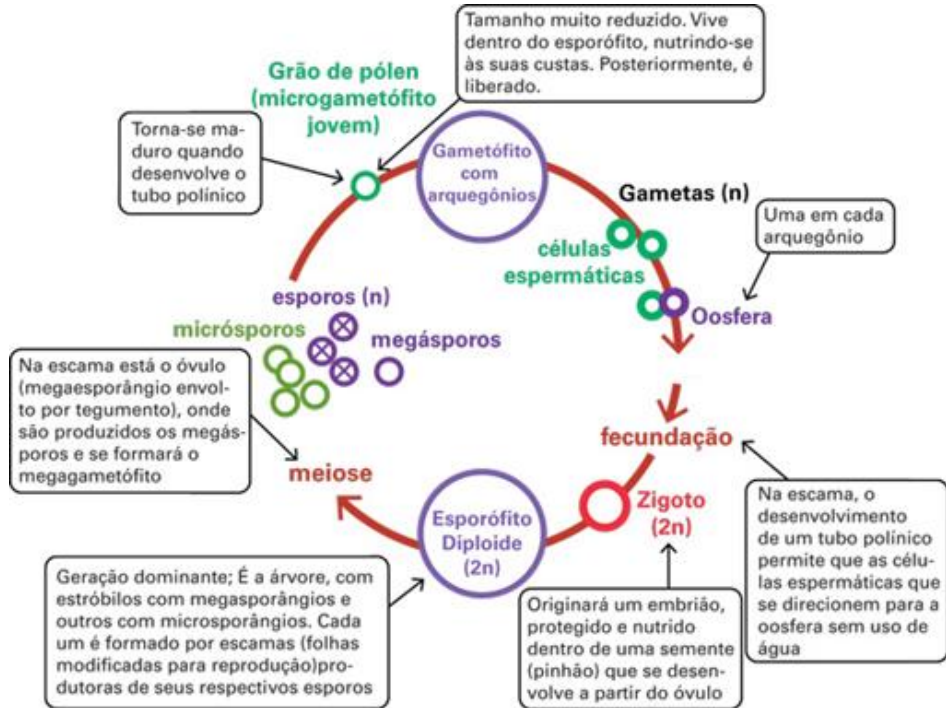 Tamanho muito reduzido. Vive
dentro do esporófito, nutrindo-se
às suas custas. Posteriormente, é
liberado.
Grão de pólen
(microgametófito
jovem)
Torna-se ma-
duro quando
desenvolve o
tubo polínico
Gametófito
com
arquegônios
Gametas (n)
Uma em cada
arquegônio
células
espermáticas
Oosfera
esporos (n)
micrósporos
megásporos
Na escama está o óvulo
(megaesporângio envol-
to por tegumento), onde
são produzidos os megás-
poros e se formará o
megagametófito
fecundação
meiose
Esporófito
Diploide
(2n)
Zigoto
(2n)
Na escama, o
desenvolvimento
de um tubo polínico
permite que as célu-
las espermáticas que
se direcionem para a
oosfera sem uso de
água
Geração dominante; É a árvore, com
estróbilos com megasporângios e
outros com microsporângios. Cada
um é formado por escamas (folhas
modificadas para reprodução)pro-
dutoras de seus respectivos esporos
Originará um embrião,
protegido e nutrido
dentro de uma semente
(pinhão) que se desen-
volve a partir do óvulo